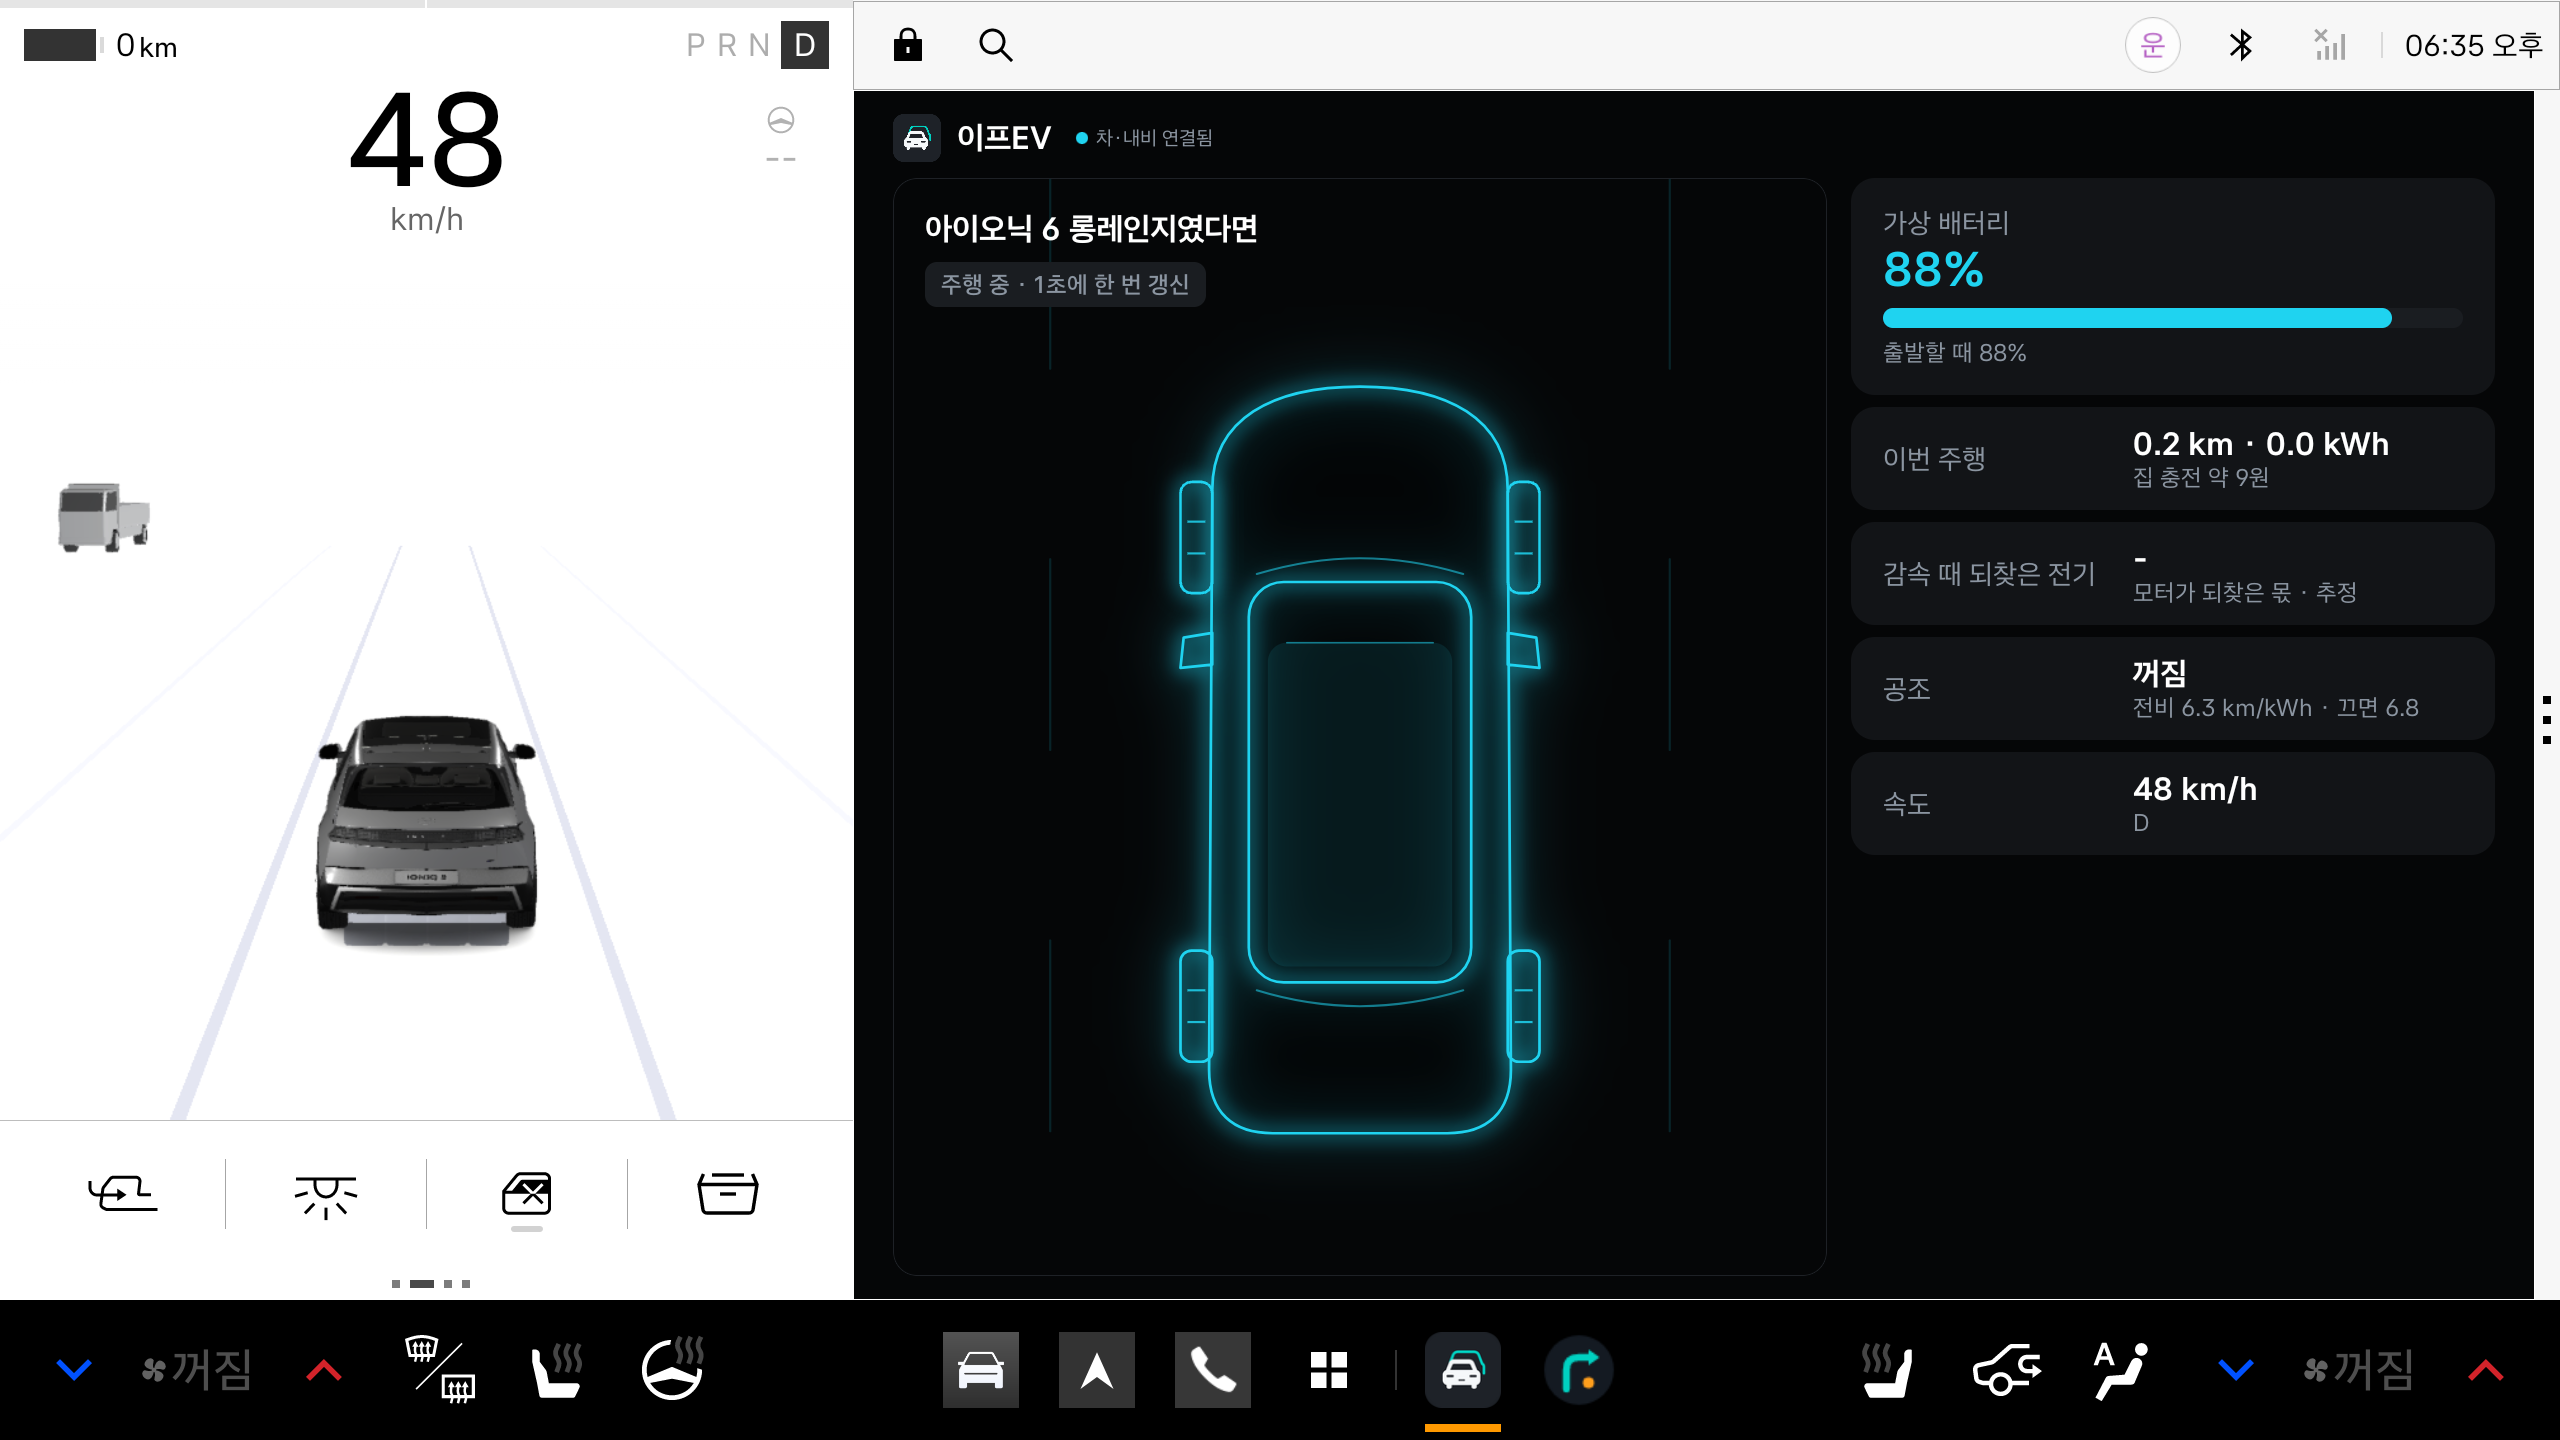 0 km
P R N D
48
km/h
--
운
06:35 오후
이프EV
차·내비 연결됨
아이오닉 6 롱레인지였다면
주행 중 · 1초에 한 번 갱신
가상 배터리
88%
출발할 때 88%
이번 주행
0.2 km · 0.0 kWh
집 충전 약 9원
감속 때 되찾은 전기
-
모터가 되찾은 몫 · 추정
공조
꺼짐
전비 6.3 km/kWh · 끄면 6.8
속도
48 km/h
D
꺼짐
A
꺼짐